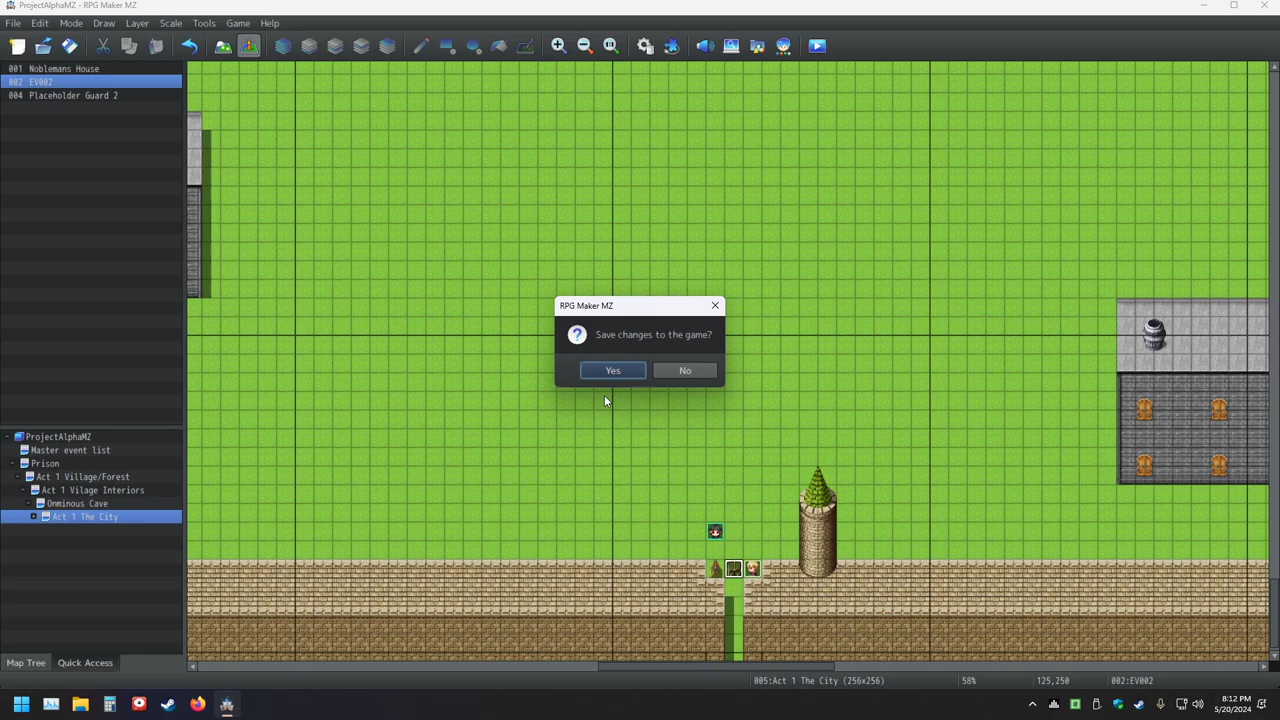 ProjectAlphaMZ - RPG Maker MZ
File Edit Mode Draw Layer Scale Tools Game Help
001 Noblemans House
002 EV002
004 Placeholder Guard 2
RPG Maker MZ
Save changes to the game?
Yes No
ProjectAlphaMZ
Master event list
Prison
Act 1 Village/Forest
Act 1 Vilage Interiors
Onminous Cave
Act 1 The City
Map Tree Quick Access
005:Act 1 The City (256x256) 58% 125,250 002:EV002
8:12 PM
5/20/2024